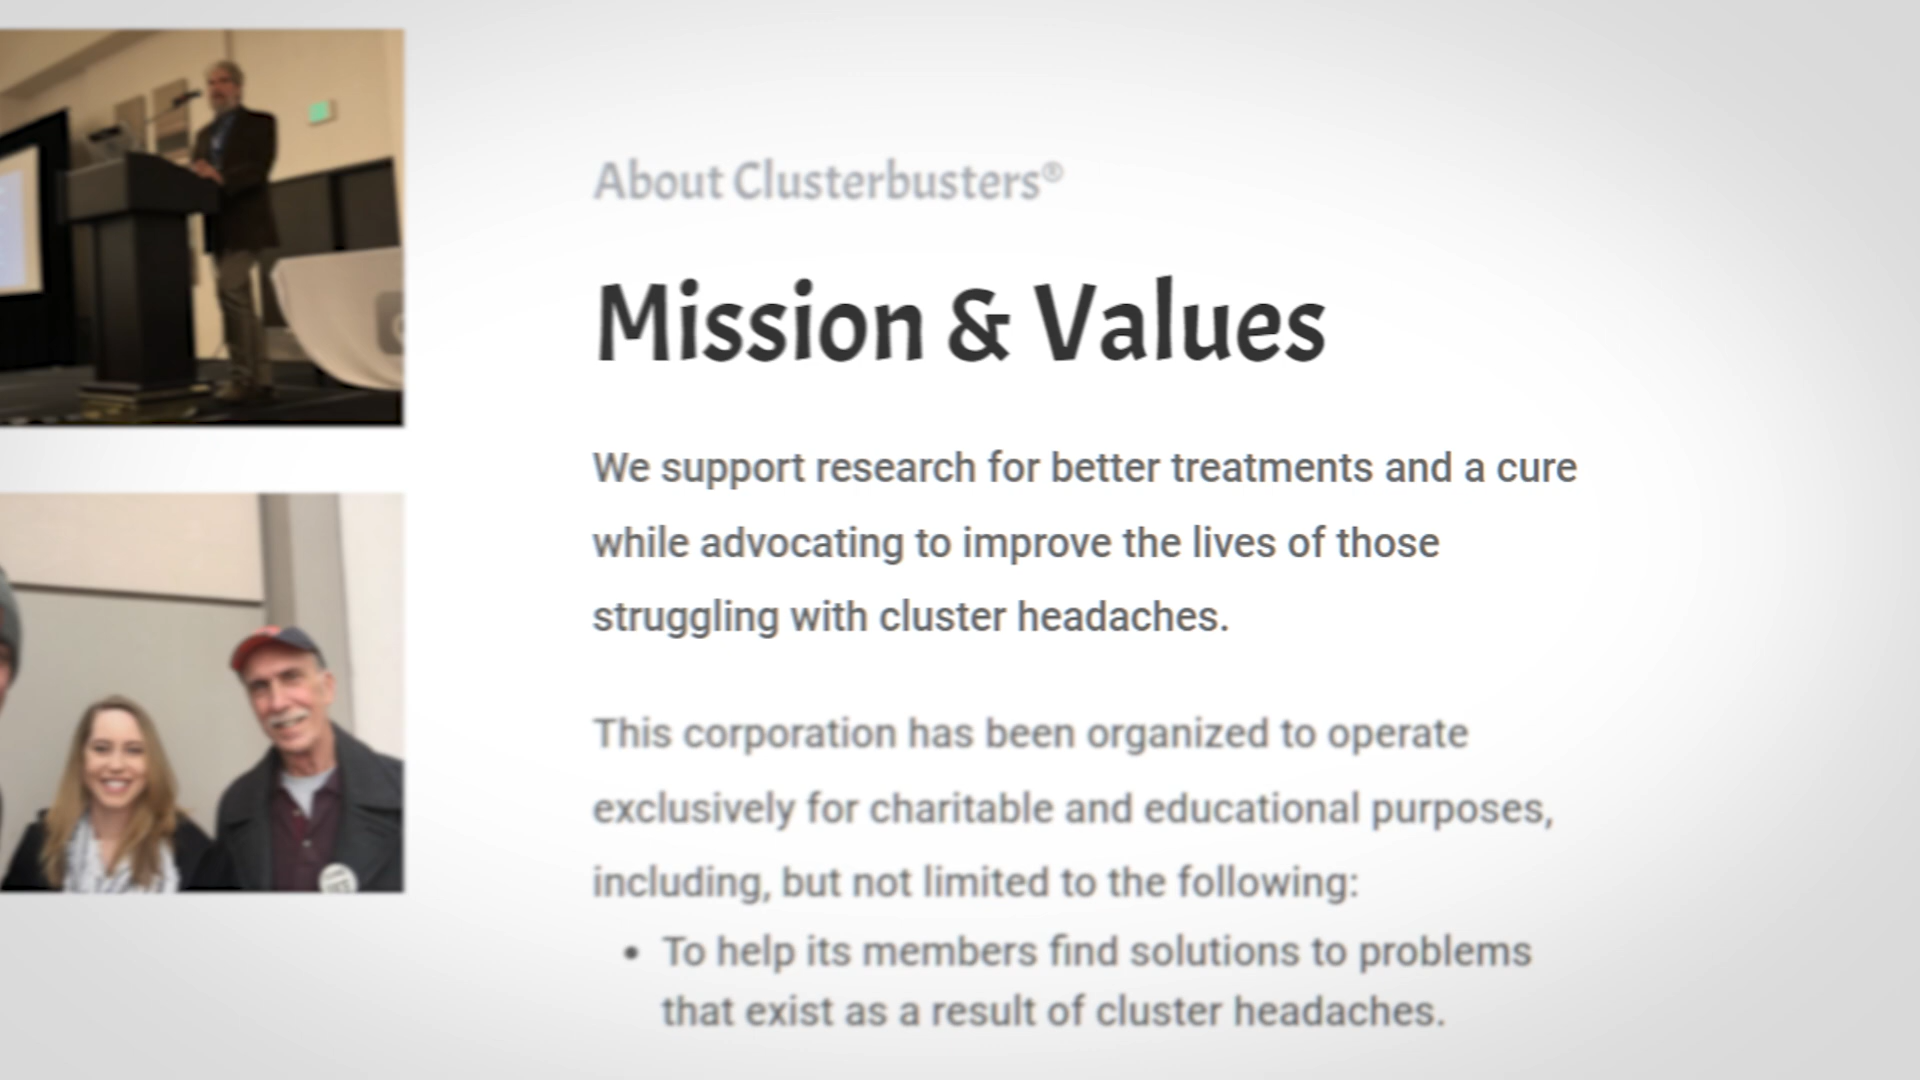 About Clusterbusters®
Mission & Values
We support research for better treatments and a cure
while advocating to improve the lives of those
struggling with cluster headaches.
This corporation has been organized to operate
exclusively for charitable and educational purposes,
including, but not limited to the following:
• To help its members find solutions to problems
that exist as a result of cluster headaches.